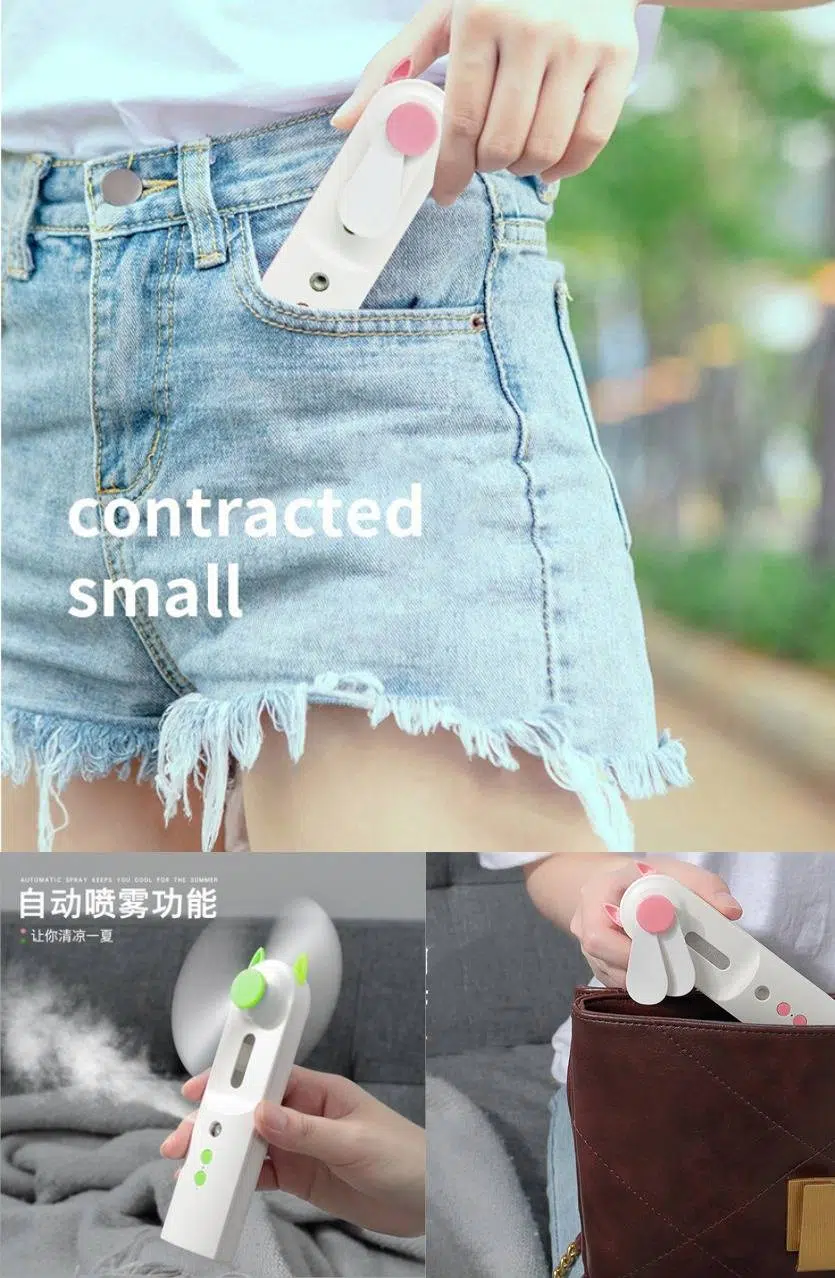 contracted
small
AUTOMATIC SPRAY KEEPS YOU COOL FOR THE SUMMER
自动喷雾功能
让你清凉一夏